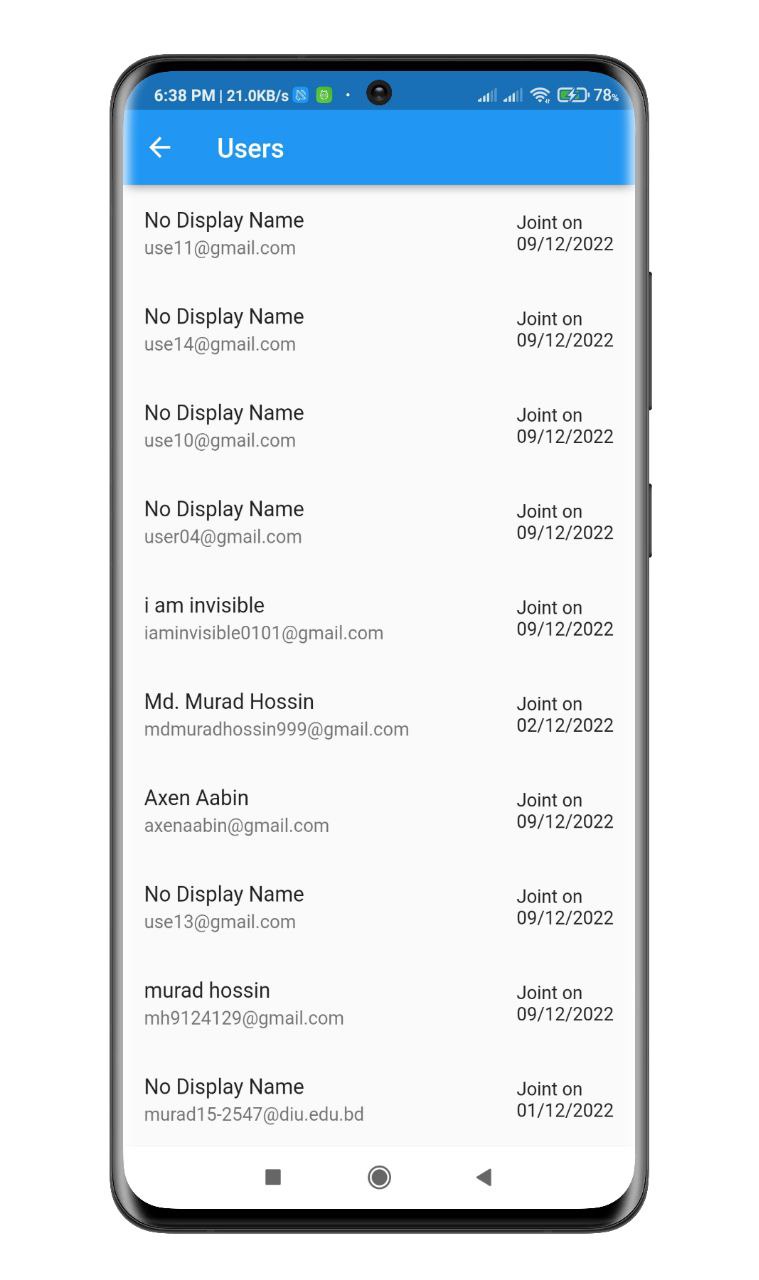 6:38 PM | 21.0KB/s 78%
Users
No Display Name
use11@gmail.com
Joint on
09/12/2022
No Display Name
use14@gmail.com
Joint on
09/12/2022
No Display Name
use10@gmail.com
Joint on
09/12/2022
No Display Name
user04@gmail.com
Joint on
09/12/2022
i am invisible
iaminvisible0101@gmail.com
Joint on
09/12/2022
Md. Murad Hossin
mdmuradhossin999@gmail.com
Joint on
02/12/2022
Axen Aabin
axenaabin@gmail.com
Joint on
09/12/2022
No Display Name
use13@gmail.com
Joint on
09/12/2022
murad hossin
mh9124129@gmail.com
Joint on
09/12/2022
No Display Name
murad15-2547@diu.edu.bd
Joint on
01/12/2022